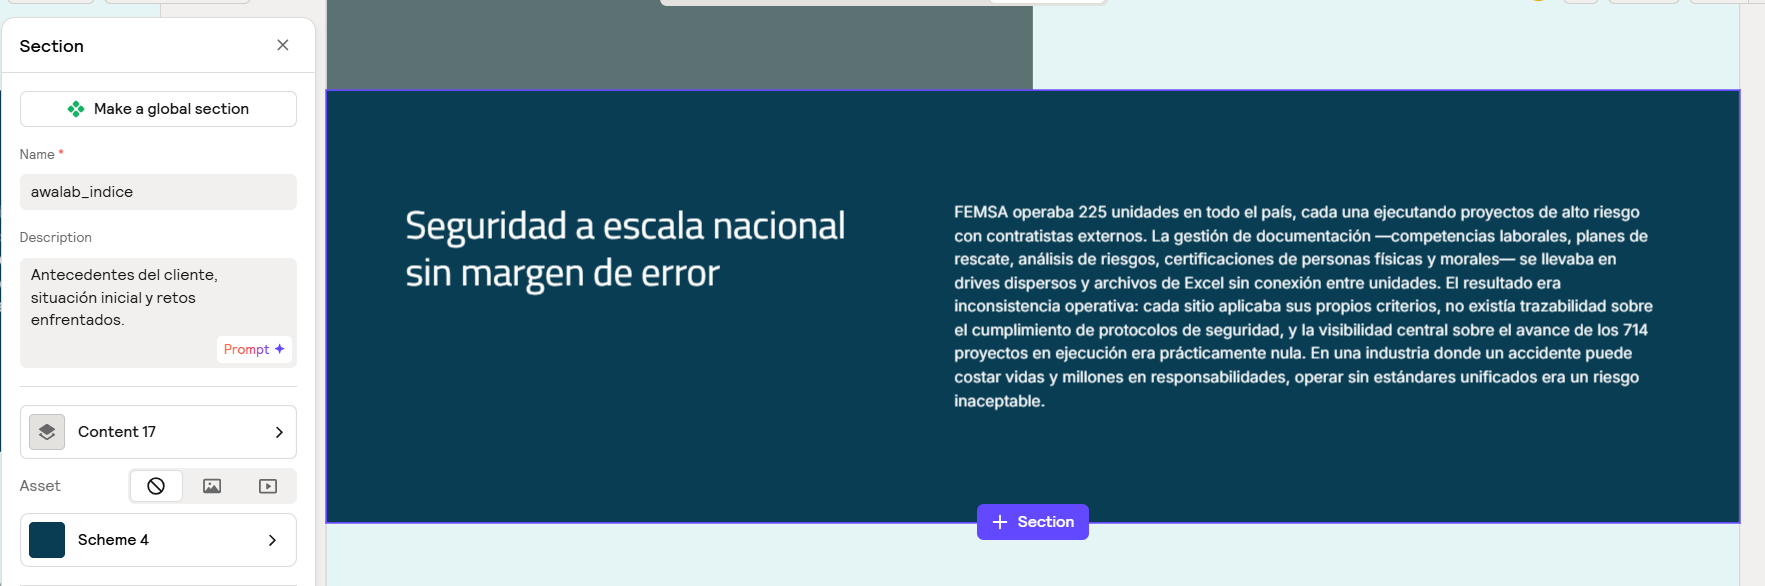 Section
Make a global section
Name *
awalab_indice
Description
Antecedentes del cliente,
situación inicial y retos
enfrentados.
Prompt
Content 17
Asset
Scheme 4
Seguridad a escala nacional
sin margen de error
FEMSA operaba 225 unidades en todo el país, cada una ejecutando proyectos de alto riesgo
con contratistas externos. La gestión de documentación —competencias laborales, planes de
rescate, análisis de riesgos, certificaciones de personas físicas y morales— se llevaba en
drives dispersos y archivos de Excel sin conexión entre unidades. El resultado era
inconsistencia operativa: cada sitio aplicaba sus propios criterios, no existía trazabilidad sobre
el cumplimiento de protocolos de seguridad, y la visibilidad central sobre el avance de los 714
proyectos en ejecución era prácticamente nula. En una industria donde un accidente puede
costar vidas y millones en responsabilidades, operar sin estándares unificados era un riesgo
inaceptable.
+ Section